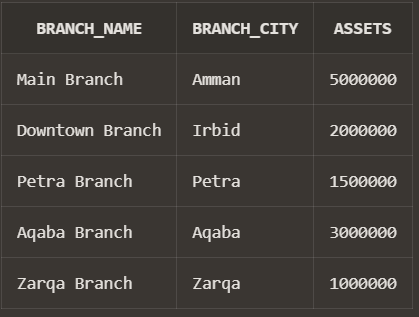 BRANCH_NAME BRANCH_CITY ASSETS
Main Branch Amman 5000000
Downtown Branch Irbid 2000000
Petra Branch Petra 1500000
Aqaba Branch Aqaba 3000000
Zarqa Branch Zarqa 1000000